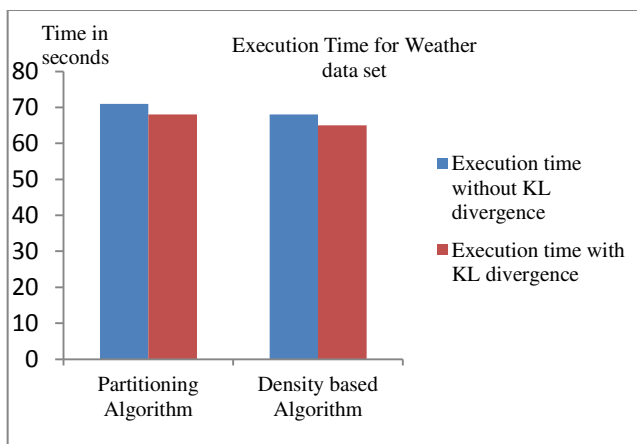 Time in
seconds
Execution Time for Weather
data set
80
70
60
50
40
30
20
10
0
Partitioning
Algorithm
Density based
Algorithm
Execution time
without KL
divergence
Execution time with
KL divergence